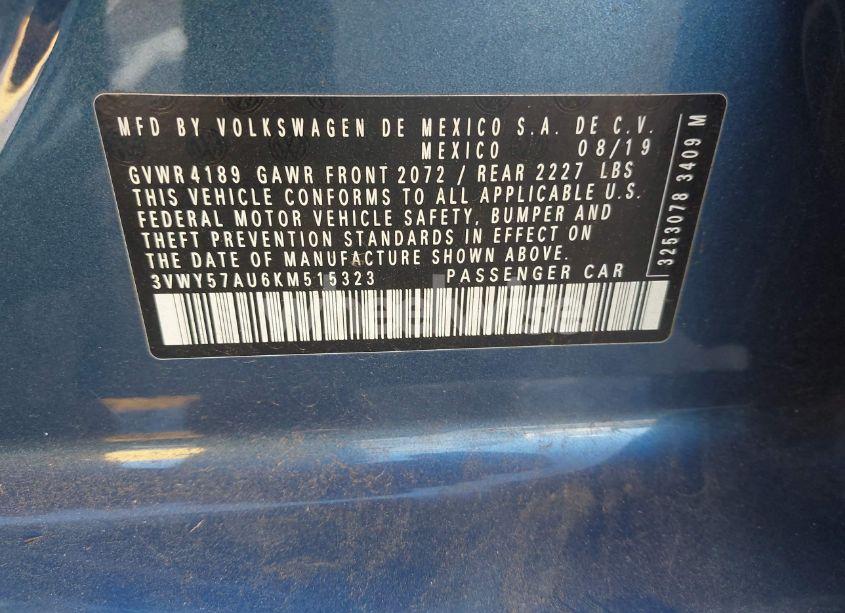 MFD BY VOLKSWAGEN DE MEXICO S.A. DE C.V.
MEXICO 08/19
GVWR4189 GAWR FRONT 2072 / REAR 2227 LBS
THIS VEHICLE CONFORMS TO ALL APPLICABLE U.S.
FEDERAL MOTOR VEHICLE SAFETY, BUMPER AND
THEFT PREVENTION STANDARDS IN EFFECT ON
THE DATE OF MANUFACTURE SHOWN ABOVE.
3VWY57AU6KM515323 PASSENGER CAR
3253078 3409 M